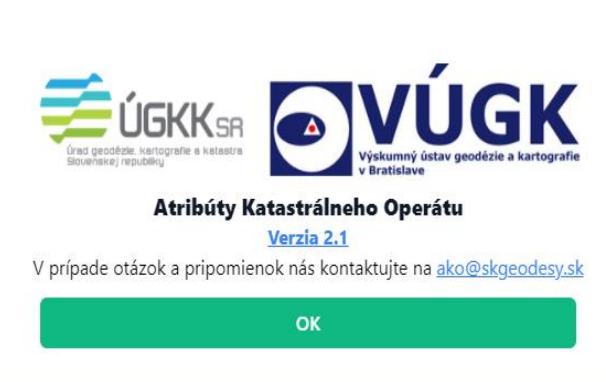 ÚGKK SR
Úrad geodézie, kartografie a katastra
Slovenskej republiky
VÚGK
Výskumný ústav geodézie a kartografie
v Bratislave
Atribúty Katastrálneho Operátu
Verzia 2.1
V prípade otázok a pripomienok nás kontaktujte na ako@skgeodesy.sk
OK